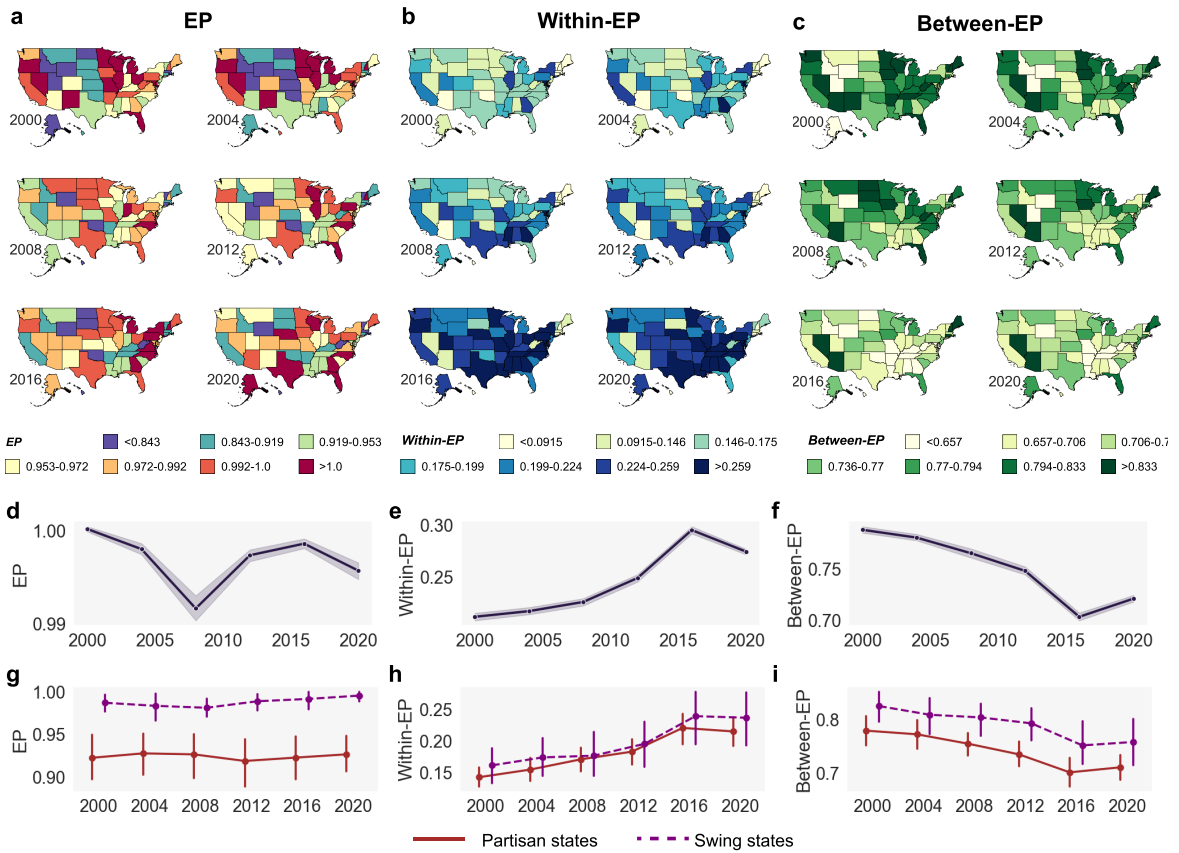 a EP b Within-EP c Between-EP
2000 2004 2000 2004 2000 2004
2008 2012 2008 2012 2008 2012
2016 2020 2016 2020 2016 2020
EP <0.843 0.843-0.919 0.919-0.953
0.953-0.972 0.972-0.992 0.992-1.0 >1.0
Within-EP <0.0915 0.0915-0.146 0.146-0.175
0.175-0.199 0.199-0.224 0.224-0.259 >0.259
Between-EP <0.657 0.657-0.706
0.736-0.77 0.77-0.794 0.794-0.833 >0.833
d
EP
1.00
0.99
2000 2005 2010 2015 2020
e
Within-EP
0.30
0.25
2000 2005 2010 2015 2020
f
Between-EP
0.75
0.70
2000 2005 2010 2015 2020
g
EP
1.00
0.95
0.90
2000 2004 2008 2012 2016 2020
h
Within-EP
0.25
0.20
0.15
2000 2004 2008 2012 2016 2020
i
Between-EP
0.8
0.7
2000 2004 2008 2012 2016 2020
Partisan states Swing states